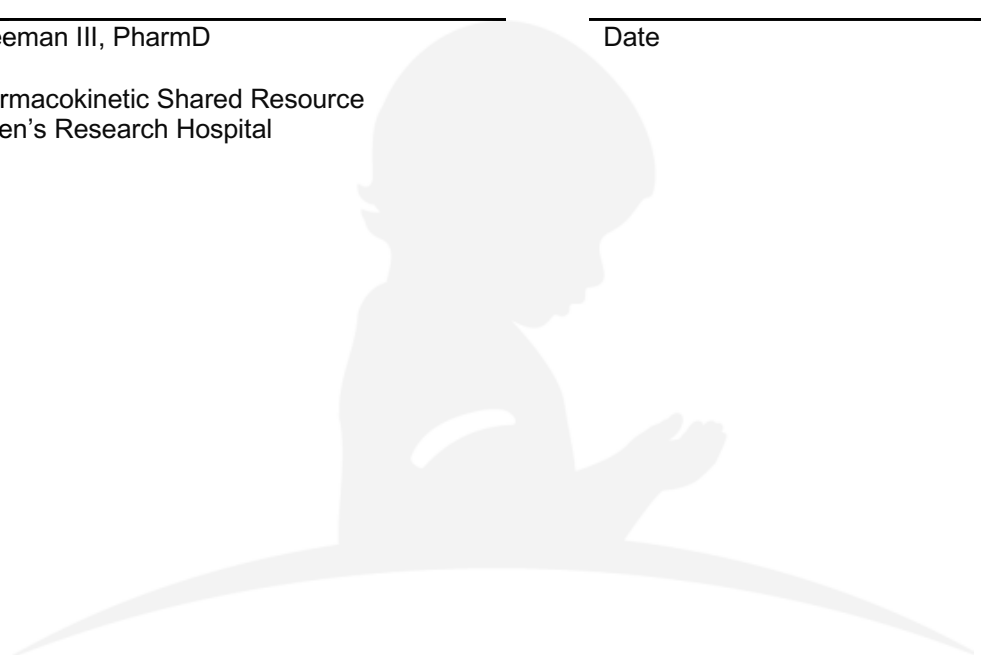 eeman III, PharmD
Date
rmacokinetic Shared Resource
en's Research Hospital